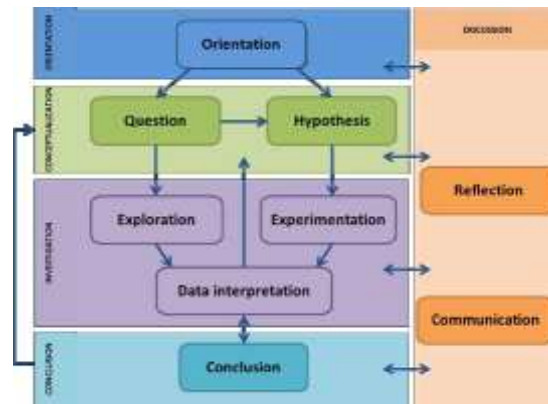 ORIENTATION
Orientation
DISCUSSION
CONCEPTUALIZATION
Question
Hypothesis
Reflection
INVESTIGATION
Exploration
Experimentation
Data interpretation
Communication
CONCLUSION
Conclusion